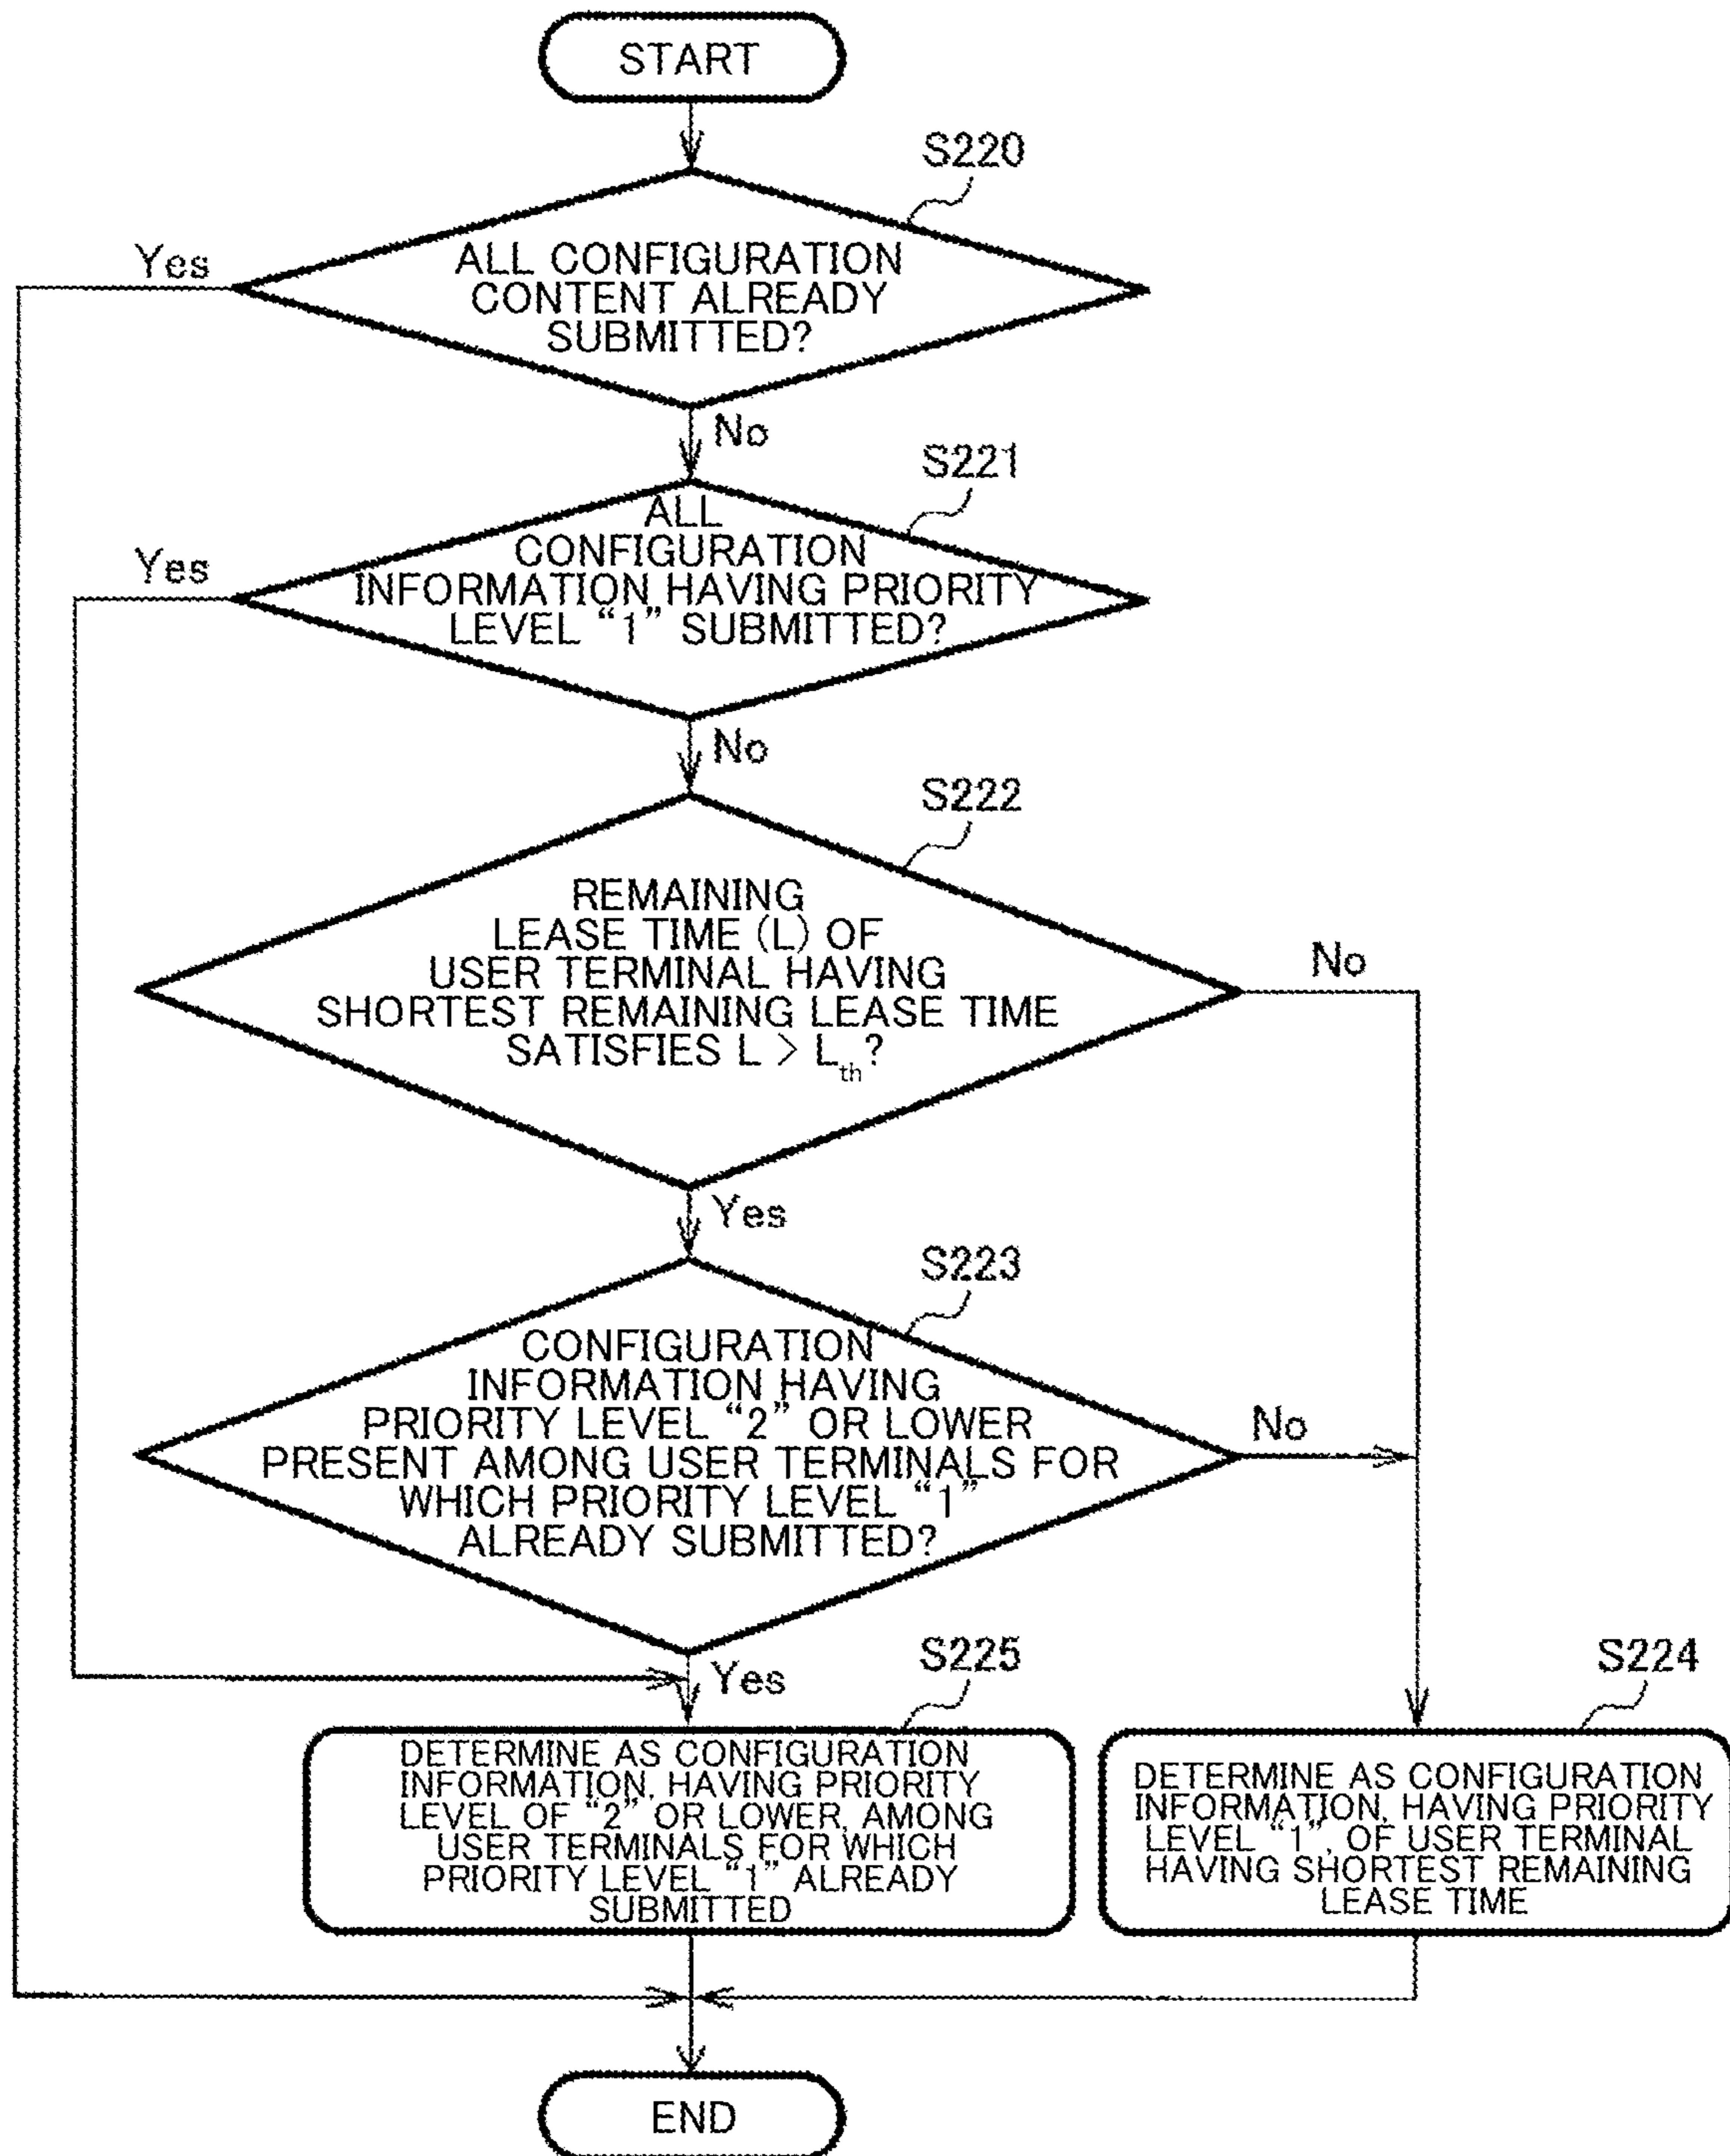 START
S220
ALL CONFIGURATION
CONTENT ALREADY
SUBMITTED?
Yes
No
S221
ALL
CONFIGURATION
INFORMATION HAVING PRIORITY
LEVEL “1” SUBMITTED?
Yes
No
S222
REMAINING
LEASE TIME (L) OF
USER TERMINAL HAVING
SHORTEST REMAINING LEASE TIME
SATISFIES L > Lth?
No
Yes
S223
CONFIGURATION
INFORMATION HAVING
PRIORITY LEVEL “2” OR LOWER
PRESENT AMONG USER TERMINALS FOR
WHICH PRIORITY LEVEL “1”
ALREADY SUBMITTED?
No
Yes
S225
DETERMINE AS CONFIGURATION
INFORMATION, HAVING PRIORITY
LEVEL OF “2” OR LOWER, AMONG
USER TERMINALS FOR WHICH
PRIORITY LEVEL “1” ALREADY
SUBMITTED
S224
DETERMINE AS CONFIGURATION
INFORMATION, HAVING PRIORITY
LEVEL “1”, OF USER TERMINAL
HAVING SHORTEST REMAINING
LEASE TIME
END